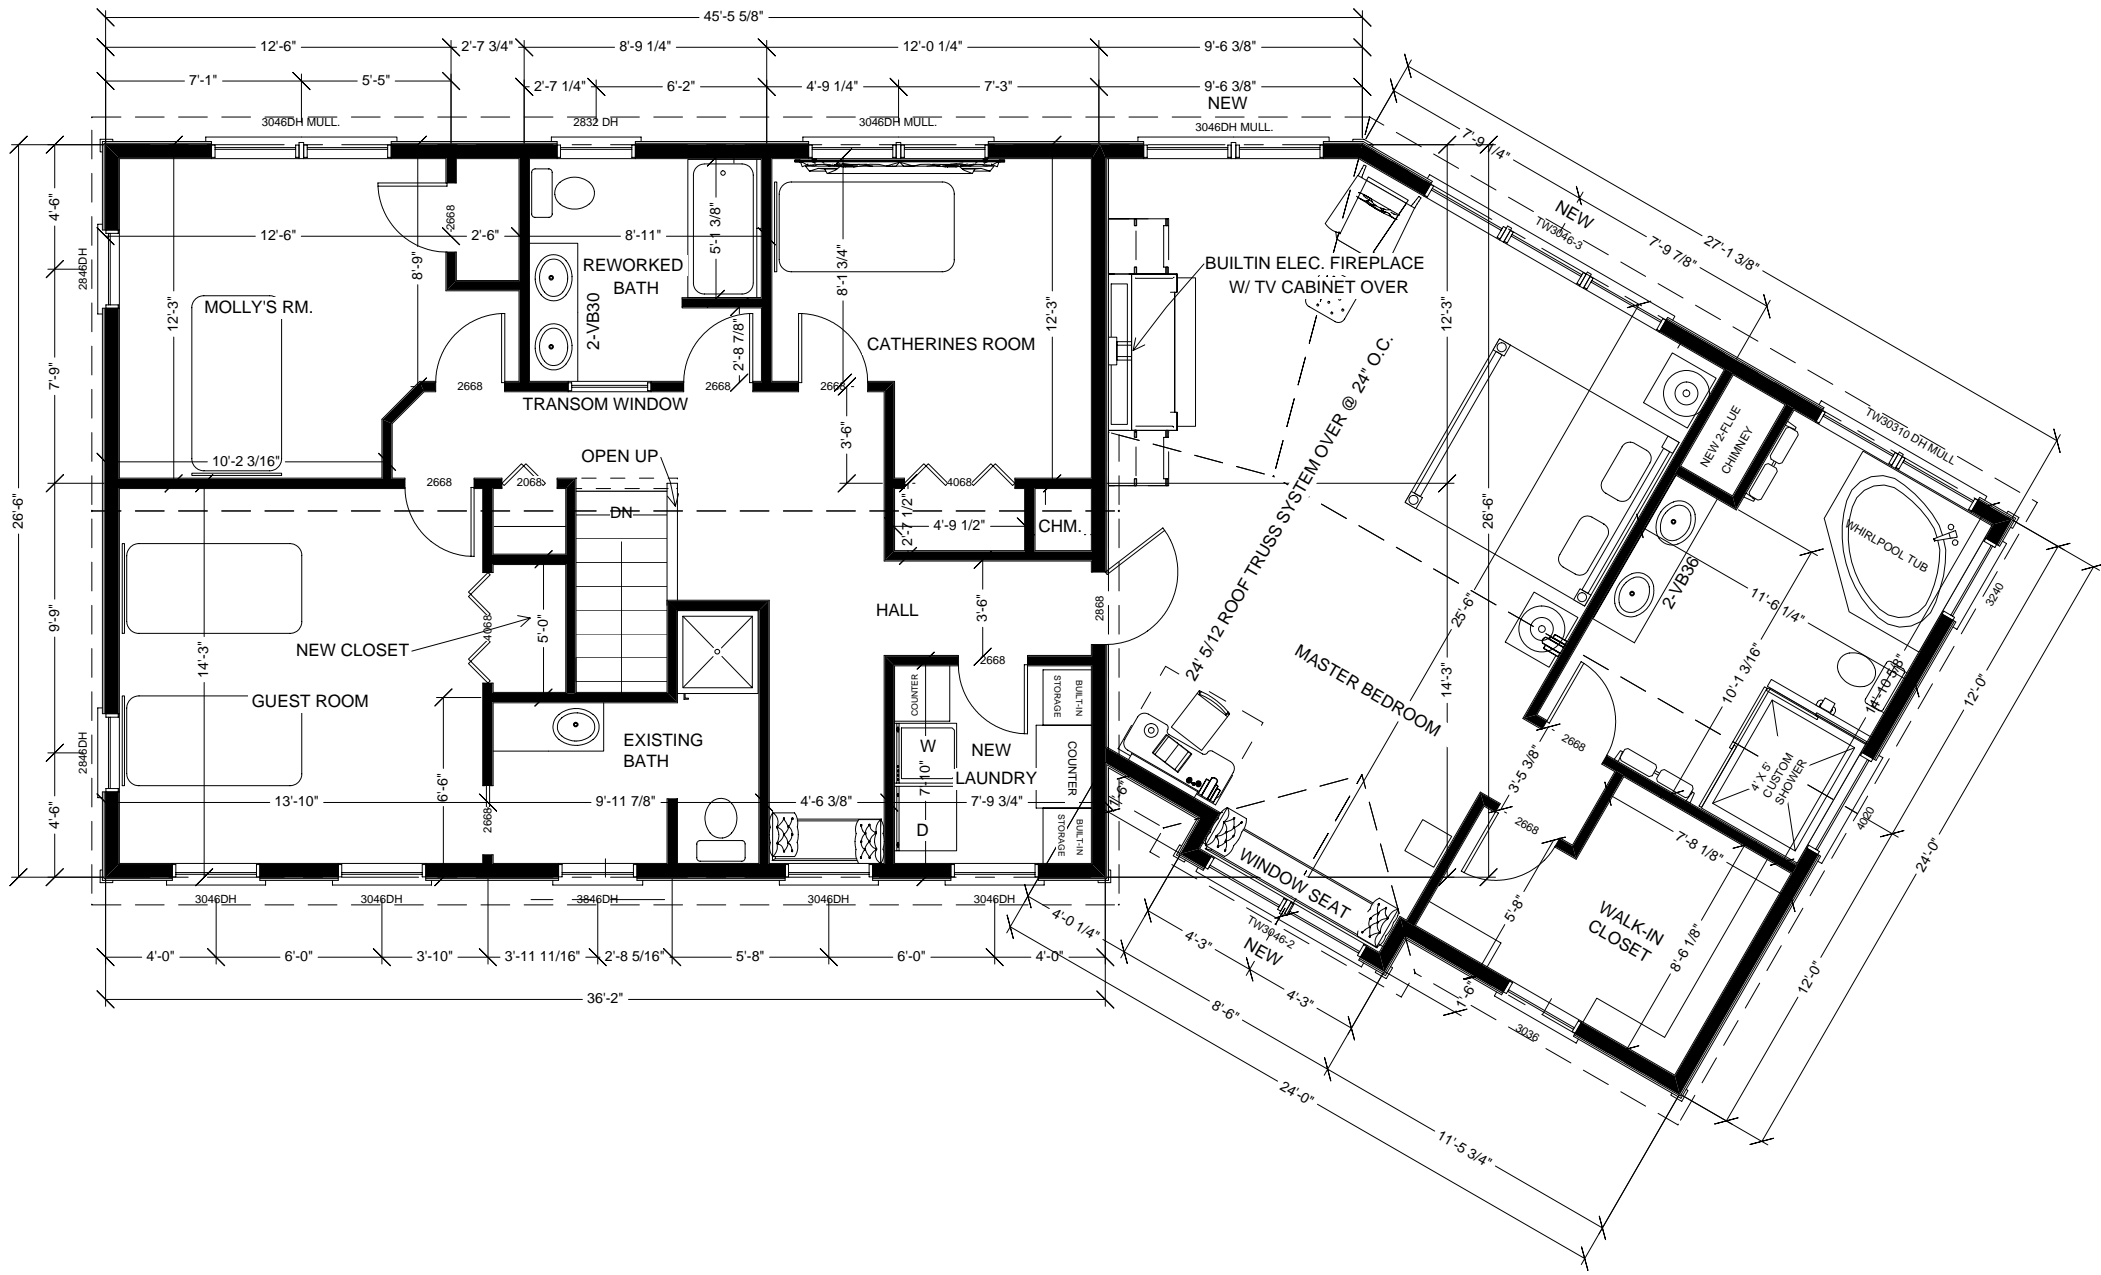 45'-5 5/8"
12'-6"
2'-7 3/4"
8'-9 1/4"
12'-0 1/4"
9'-6 3/8"
7'-1"
5'-5"
2'-7 1/4"
6'-2"
4'-9 1/4"
7'-3"
9'-6 3/8"
NEW
3046DH MULL.
2832 DH
3046DH MULL.
3046DH MULL.
7'-9 1/4"
NEW
TW3046-3
7'-9 7/8"
27'-1 3/8"
26'-6"
4'-6"
7'-9"
9'-9"
4'-6"
2846DH
2846DH
12'-6"
2'-6"
2668
8'-9"
12'-3"
MOLLY'S RM.
10'-2 3/16"
8'-11"
5'-1 3/8"
REWORKED
BATH
2-VB30
2'-8 7/8"
2668
2668
2668
TRANSOM WINDOW
8'-1 3/4"
12'-3"
CATHERINES ROOM
3'-6"
BUILTIN ELEC. FIREPLACE
W/ TV CABINET OVER
12'-3"
26'-6"
24' 5/12 ROOF TRUSS SYSTEM OVER @ 24" O.C.
OPEN UP
2668
2068
4068
DN
2'-7 1/2"
4'-9 1/2"
CHM.
NEW 2-FLUE
CHIMNEY
TW30310 DH MULL
WHIRLPOOL TUB
3240
2-VB36
11'-6 1/4"
10'-1 3/16"
14'-10 5/8"
12'-0"
24'-0"
12'-0"
HALL
3'-6"
2868
25'-6"
14'-3"
MASTER BEDROOM
NEW CLOSET
4068
5'-0"
14'-3"
GUEST ROOM
6'-6"
13'-10"
2668
EXISTING
BATH
9'-11 7/8"
4'-6 3/8"
2668
COUNTER
BUILT-IN
STORAGE
W
7'-10"
D
NEW
LAUNDRY
COUNTER
7'-9 3/4"
BUILT-IN
STORAGE
1'-6"
2668
3'-5 3/8"
2668
4' X 5'
CUSTOM
SHOWER
4020
7'-8 1/8"
WINDOW SEAT
5'-8"
WALK-IN
CLOSET
8'-6 1/8"
TW3046-2
NEW
4'-3"
4'-3"
1'-6"
3036
3046DH
3046DH
3846DH
3046DH
3046DH
4'-0"
6'-0"
3'-10"
3'-11 11/16"
2'-8 5/16"
5'-8"
6'-0"
4'-0"
4'-0 1/4"
36'-2"
8'-6"
24'-0"
11'-5 3/4"